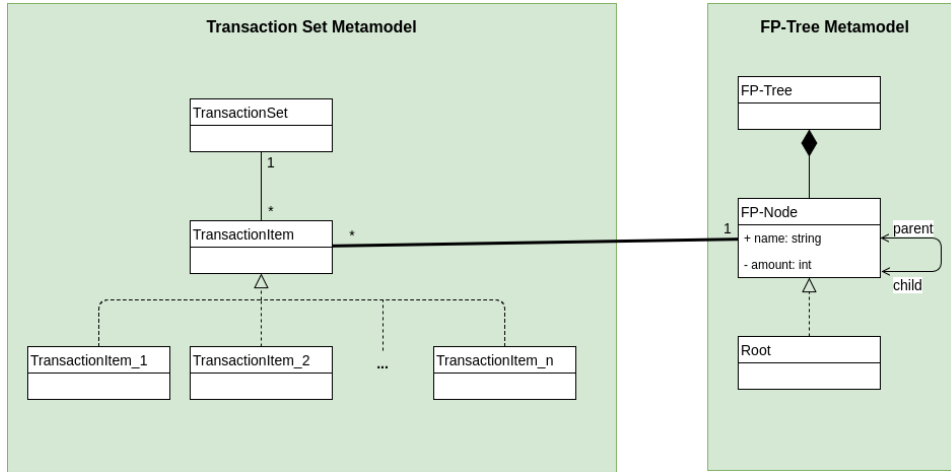 Transaction Set Metamodel
TransactionSet
1
*
TransactionItem
*
TransactionItem_1
TransactionItem_2
...
TransactionItem_n
FP-Tree Metamodel
FP-Tree
FP-Node
1
+ name: string
- amount: int
parent
child
Root